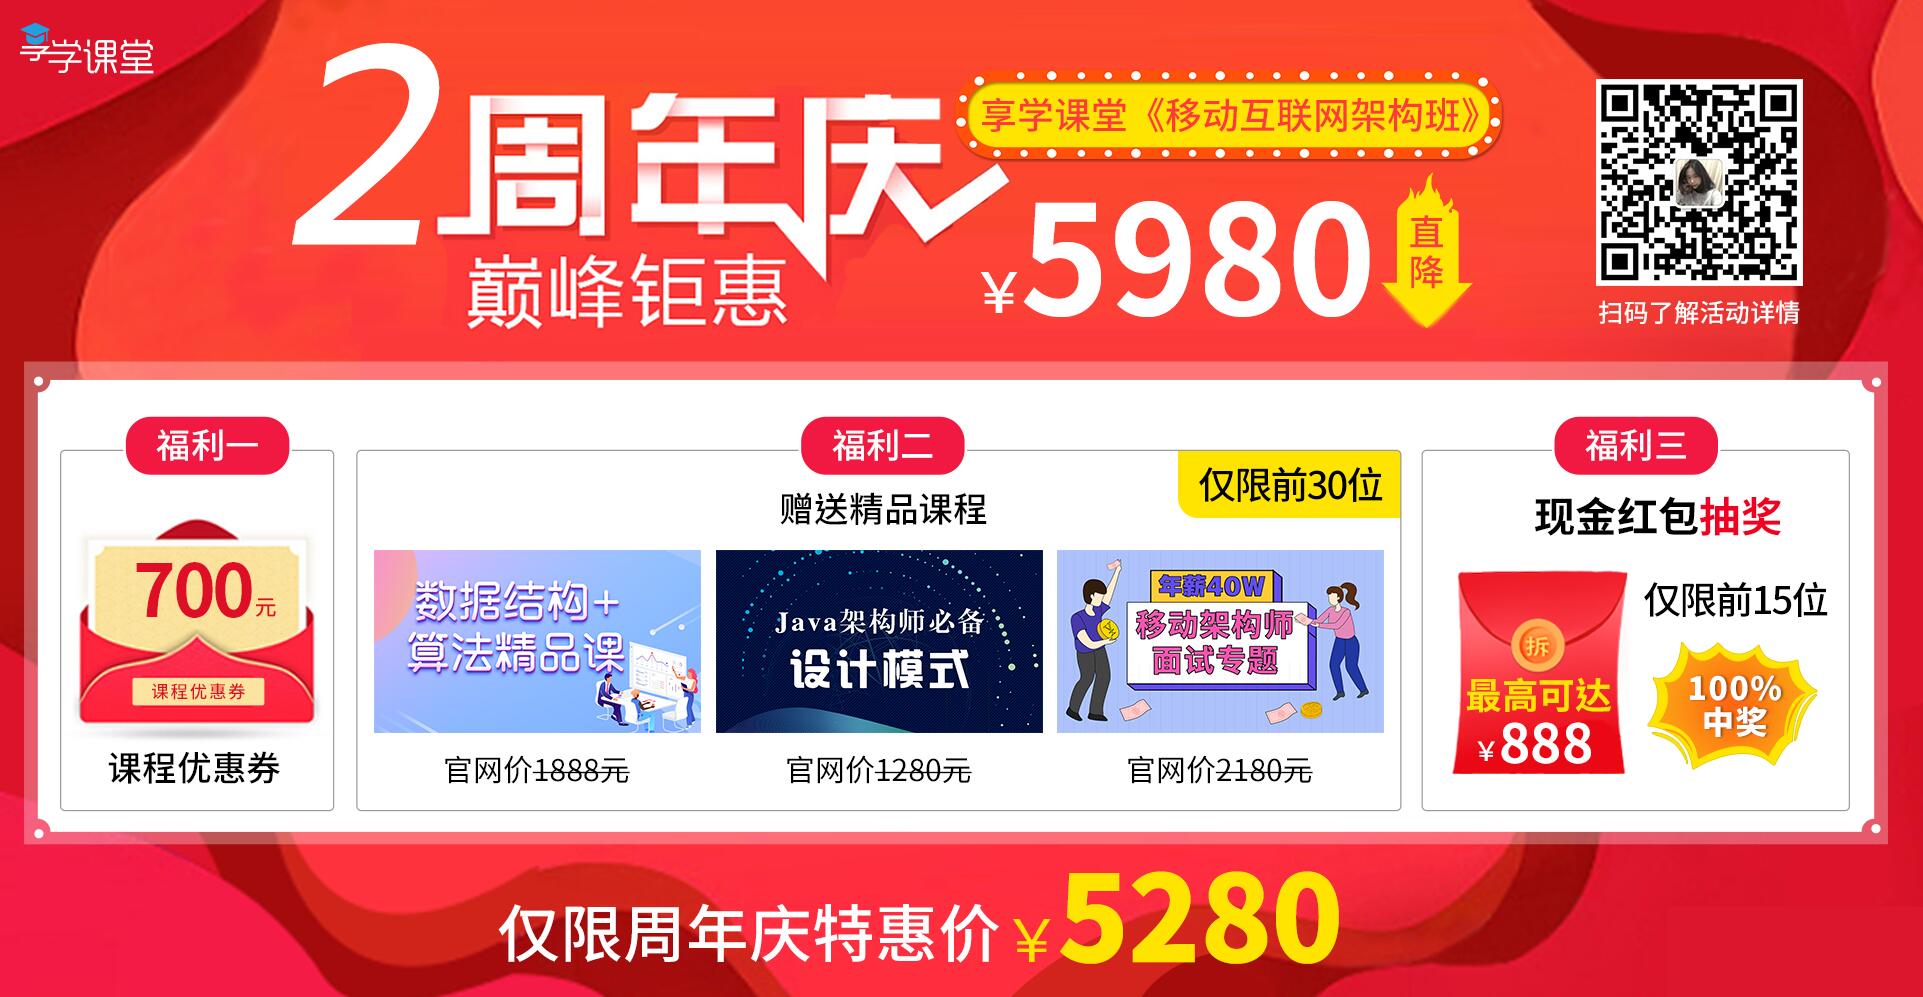 享学课堂
2周年庆
巅峰钜惠
享学课堂《移动互联网架构班》
¥5980
直降
扫码了解活动详情
福利一
700元
课程优惠券
课程优惠券
福利二
仅限前30位
赠送精品课程
数据结构+
算法精品课
官网价1888元
Java架构师必备
设计模式
官网价1280元
年薪40W
移动架构师
面试专题
官网价2180元
福利三
现金红包抽奖
仅限前15位
拆
最高可达
¥888
100%
中奖
仅限周年庆特惠价¥5280